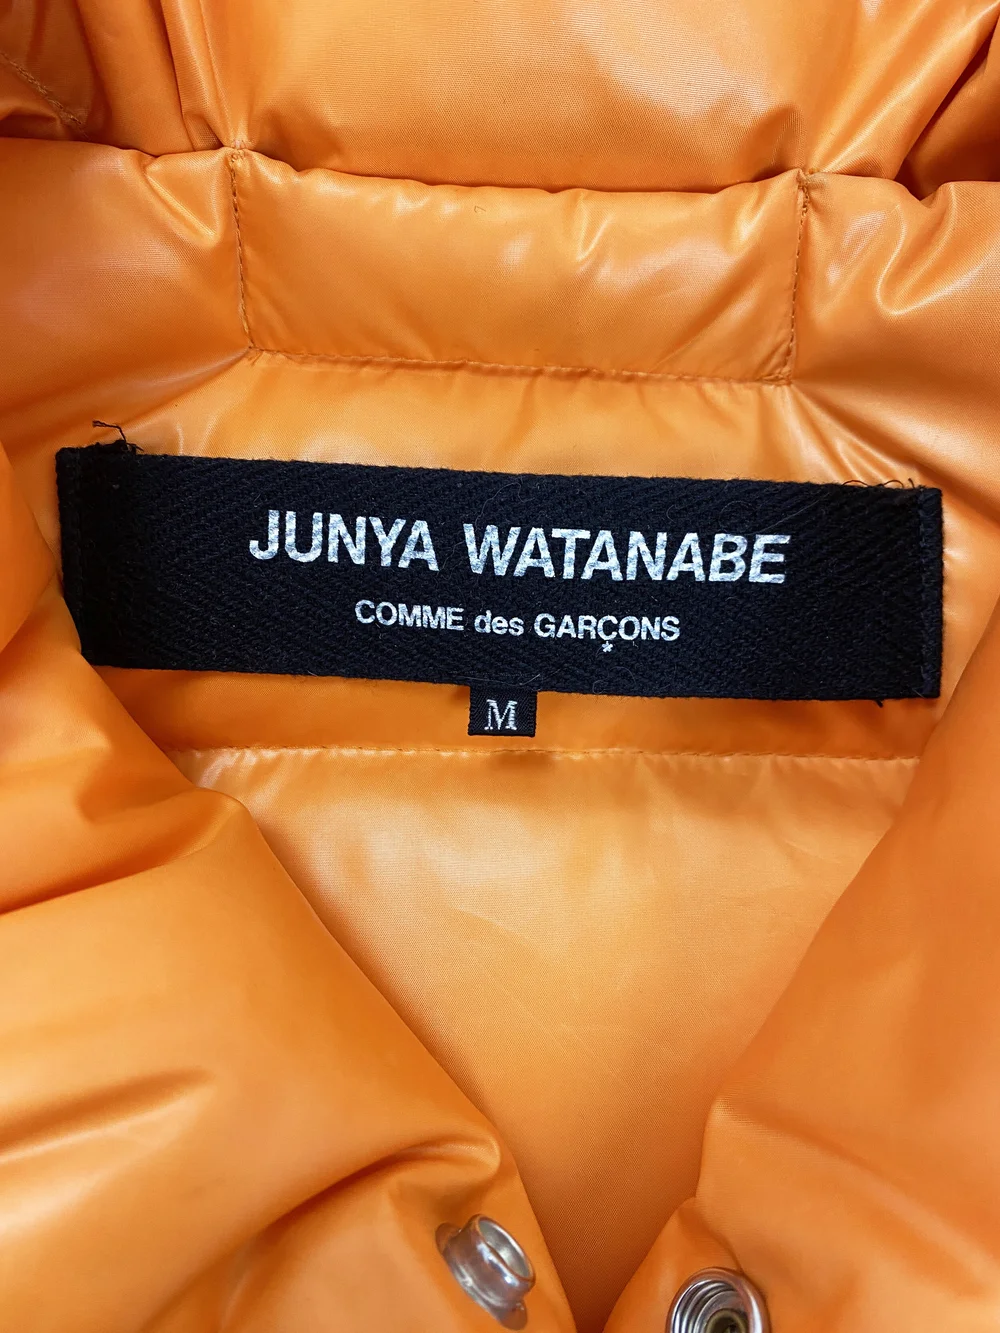 JUNYA WATANABE
COMME des GARÇONS
*
M